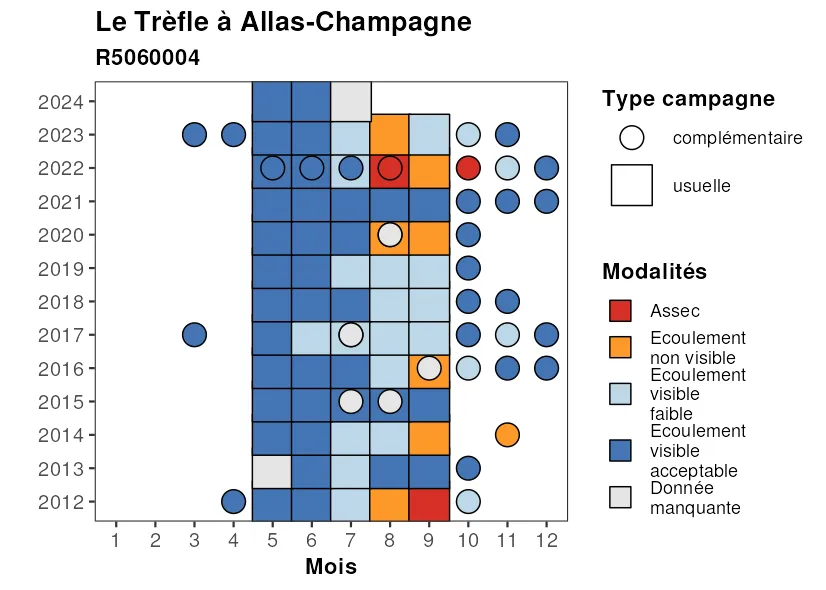 Le Trèfle à Allas-Champagne
R5060004
2024
2023
2022
2021
2020
2019
2018
2017
2016
2015
2014
2013
2012
1 2 3 4 5 6 7 8 9 10 11 12
Mois
Type campagne
complémentaire
usuelle
Modalités
Assec
Ecoulement
non visible
Ecoulement
visible
faible
Ecoulement
visible
acceptable
Donnée
manquante